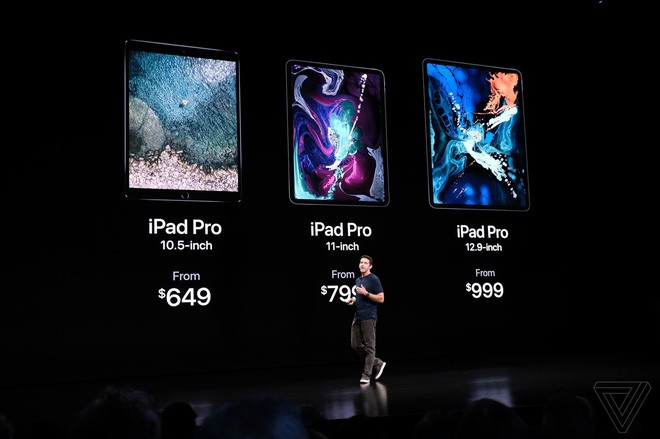 iPad Pro
10.5-inch
From
$649
iPad Pro
11-inch
From
$799
iPad Pro
12.9-inch
From
$999